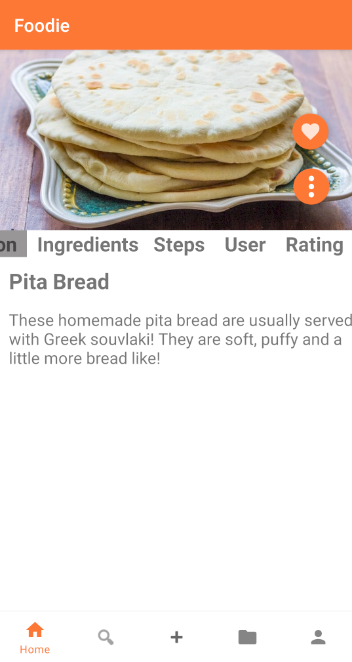 Foodie
on Ingredients Steps User Rating
Pita Bread
These homemade pita bread are usually served
with Greek souvlaki! They are soft, puffy and a
little more bread like!
Home